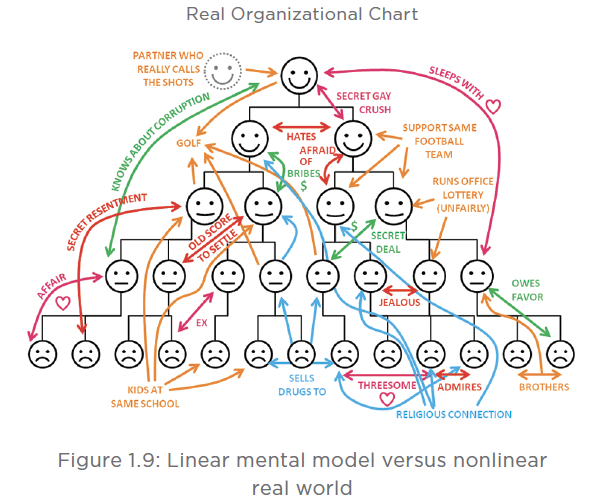 Real Organizational Chart
PARTNER WHO
REALLY CALLS
THE SHOTS
SLEEPS WITH
SECRET GAY
CRUSH
KNOWS ABOUT CORRUPTION
GOLF
HATES
AFRAID
OF
BRIBES
$
SUPPORT SAME
FOOTBALL
TEAM
RUNS OFFICE
LOTTERY
(UNFAIRLY)
SECRET RESENTMENT
OLD SCORE
TO SETTLE
$
SECRET
DEAL
AFFAIR
EX
JEALOUS
OWES
FAVOR
KIDS AT
SAME SCHOOL
SELLS
DRUGS TO
THREESOME
ADMIRES
BROTHERS
RELIGIOUS CONNECTION
Figure 1.9: Linear mental model versus nonlinear
real world